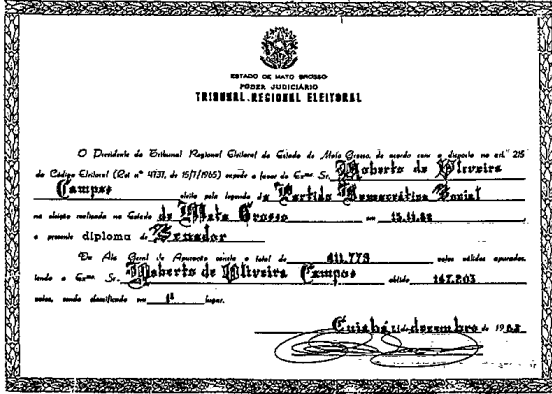 ESTADO DE MATO GROSSO
PODER JUDICIÁRIO
TRIBUNAL REGIONAL ELEITORAL
O Presidente do Tribunal Regional Eleitoral do Estado de Mato Grosso, de acordo com o disposto no art.º 215
do Código Eleitoral (Lei nº 4737, de 15/7/1965) expede a favor do Exmo. Sr. Roberto de Oliveira
Campos eleito pela legenda do Partido Democrático Social
na eleição realizada no Estado de Mato Grosso em 15.11.82,
o presente diploma de Senador
Da Ata Geral de Apuração consta o total de 411.779 votos válidos apurados,
tendo o Exmo. Sr. Roberto de Oliveira Campos obtido 147.203
votos, sendo classificado em 1º lugar.
Cuiabá, de dezembro de 1982